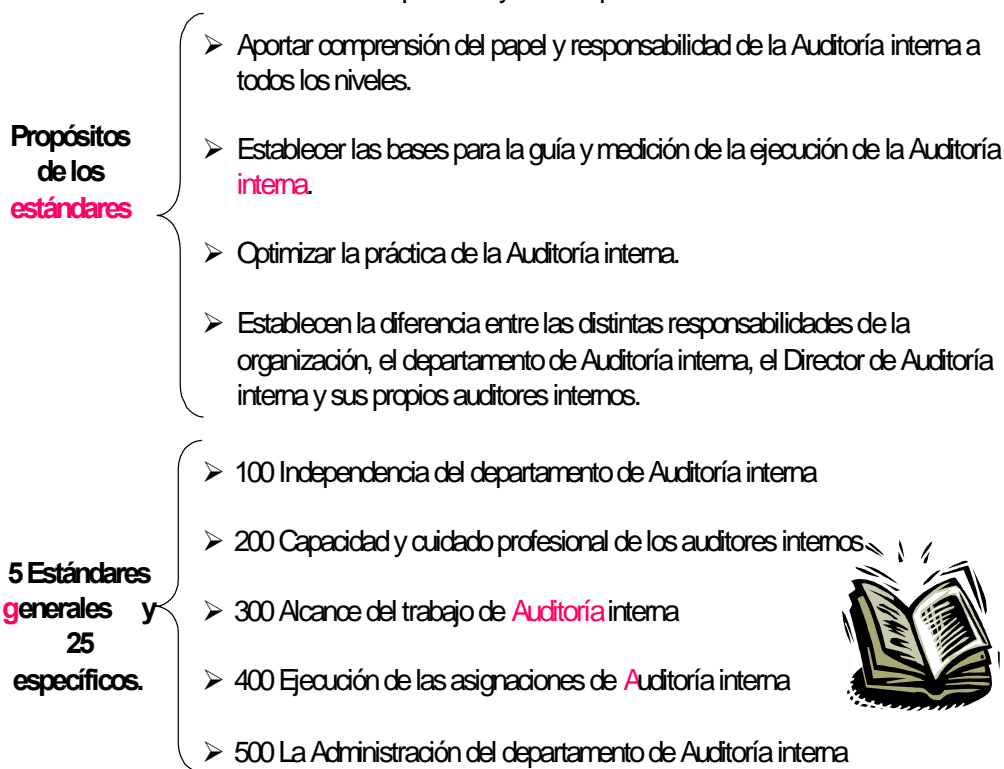 ➢ Aportar comprensión del papel y responsabilidad de la Auditoría interna a
todos los niveles.
Propósitos
de los
estándares
➢ Establecer las bases para la guía y medición de la ejecución de la Auditoría
interna.
➢ Optimizar la práctica de la Auditoría interna.
➢ Establecen la diferencia entre las distintas responsabilidades de la
organización, el departamento de Auditoría interna, el Director de Auditoría
interna y sus propios auditores internos.
5 Estándares
generales y
25
específicos.
➢ 100 Independencia del departamento de Auditoría interna
➢ 200 Capacidad y cuidado profesional de los auditores internos
➢ 300 Alcance del trabajo de Auditoría interna
➢ 400 Ejecución de las asignaciones de Auditoría interna
➢ 500 La Administración del departamento de Auditoría interna